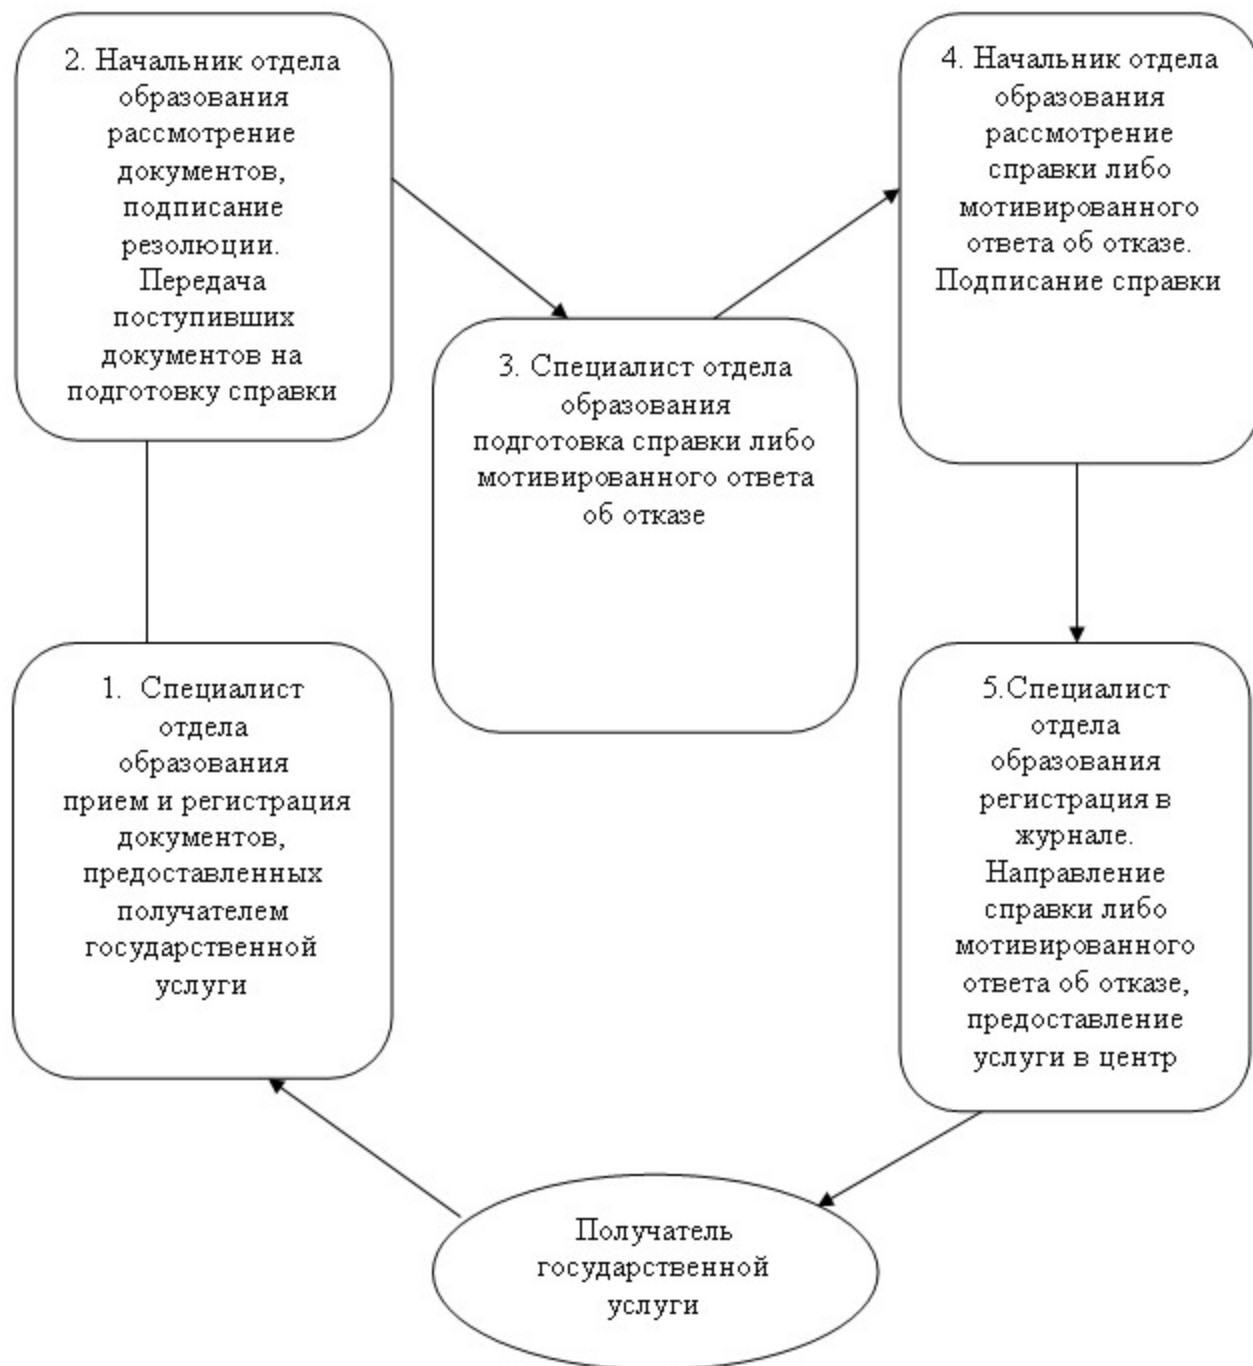 2. Начальник отдела
образования
рассмотрение
документов,
подписание
резолюции.
Передача
поступивших
документов на
подготовку справки
4. Начальник отдела
образования
рассмотрение
справки либо
мотивированного
ответа об отказе.
Подписание справки
3. Специалист отдела
образования
подготовка справки либо
мотивированного ответа
об отказе
1. Специалист
отдела
образования
прием и регистрация
документов,
предоставленных
получателем
государственной
услуги
5.Специалист
отдела
образования
регистрация в
журнале.
Направление
справки либо
мотивированного
ответа об отказе,
предоставление
услуги в центр
Получатель
государственной
услуги